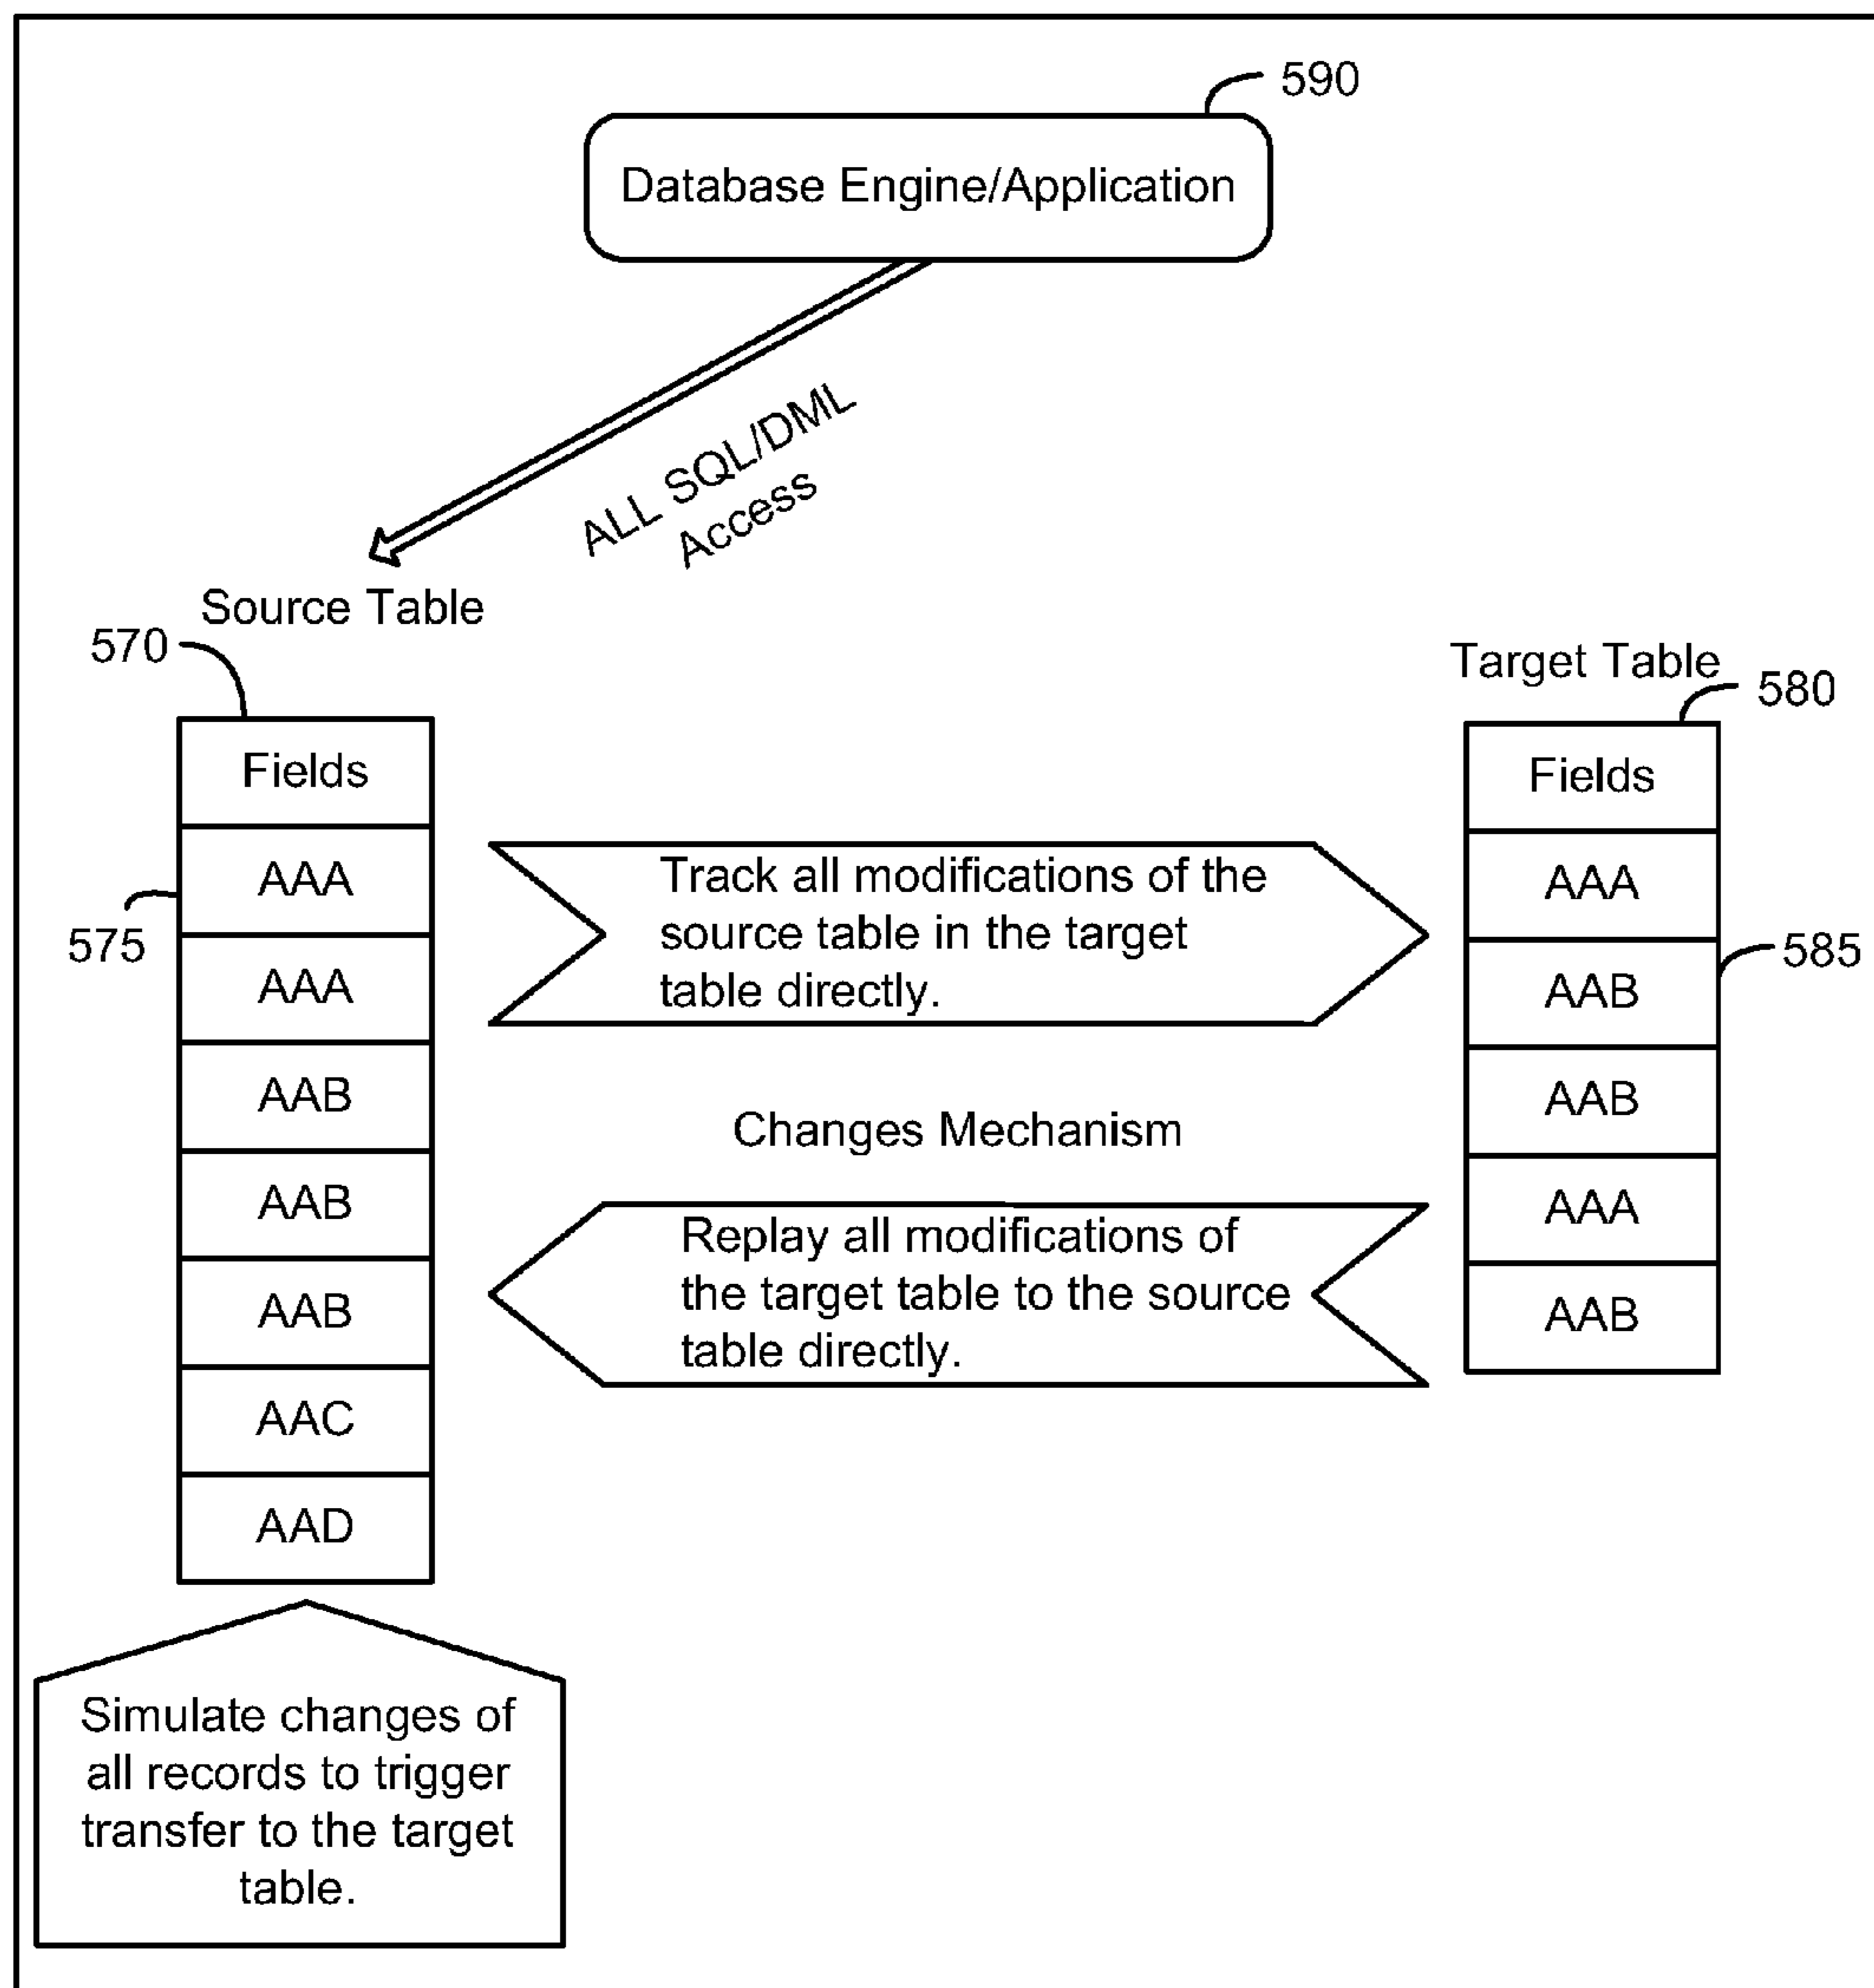 590
Database Engine/Application
ALL SQL/DML
Access
Source Table
570
Fields
AAA
575
AAA
AAB
AAB
AAB
AAC
AAD
Track all modifications of the
source table in the target
table directly.
Changes Mechanism
Replay all modifications of
the target table to the source
table directly.
Target Table
580
Fields
AAA
AAB
585
AAB
AAA
AAB
Simulate changes of
all records to trigger
transfer to the target
table.